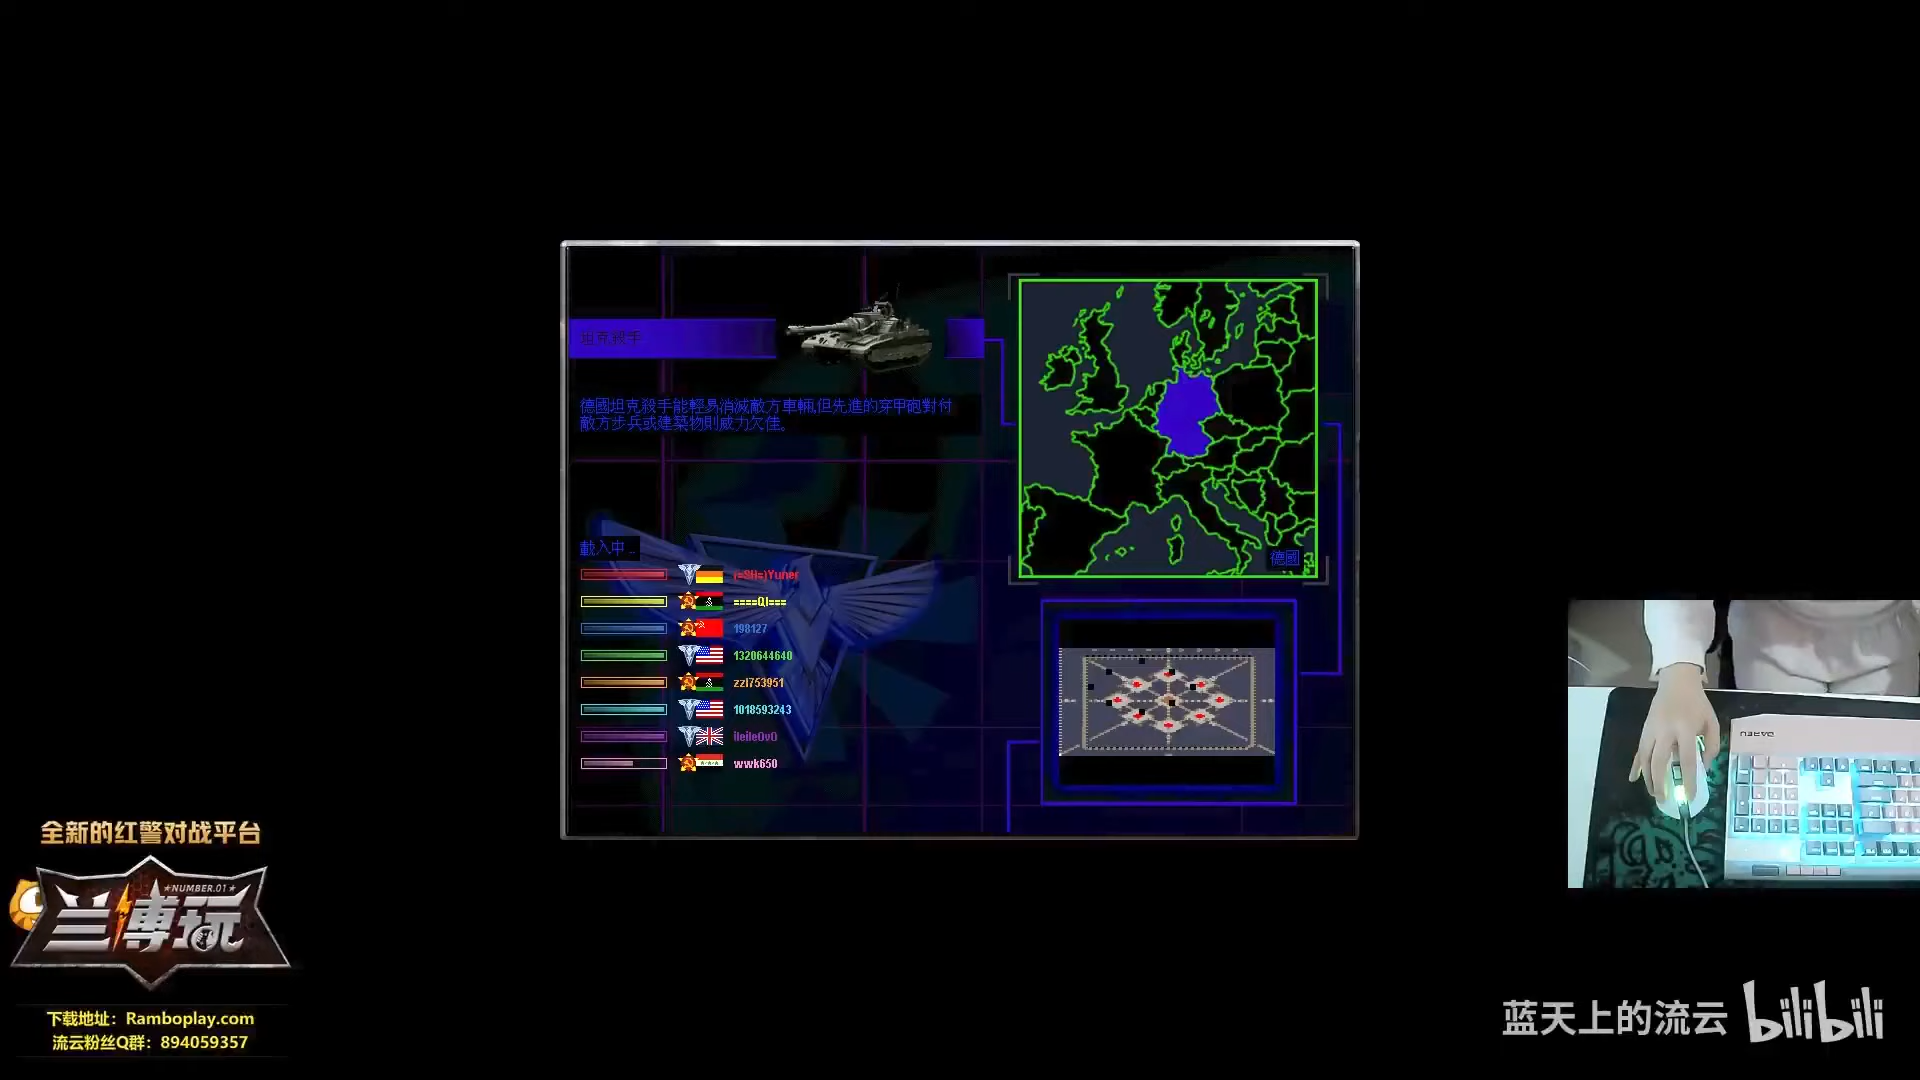 坦克殺手
德國坦克殺手能輕易消滅敵方車輛,但先進的穿甲砲對付
敵方步兵或建築物則威力欠佳。
德國
載入中..
(=SH=)Yuner
====QI===
198127
1320644640
zzl753951
1018593243
ileile0v0
wwk650
全新的红警对战平台
★NUMBER.01★
兰博玩
下载地址：Ramboplay.com
流云粉丝Q群：894059357
蓝天上的流云 bilibili